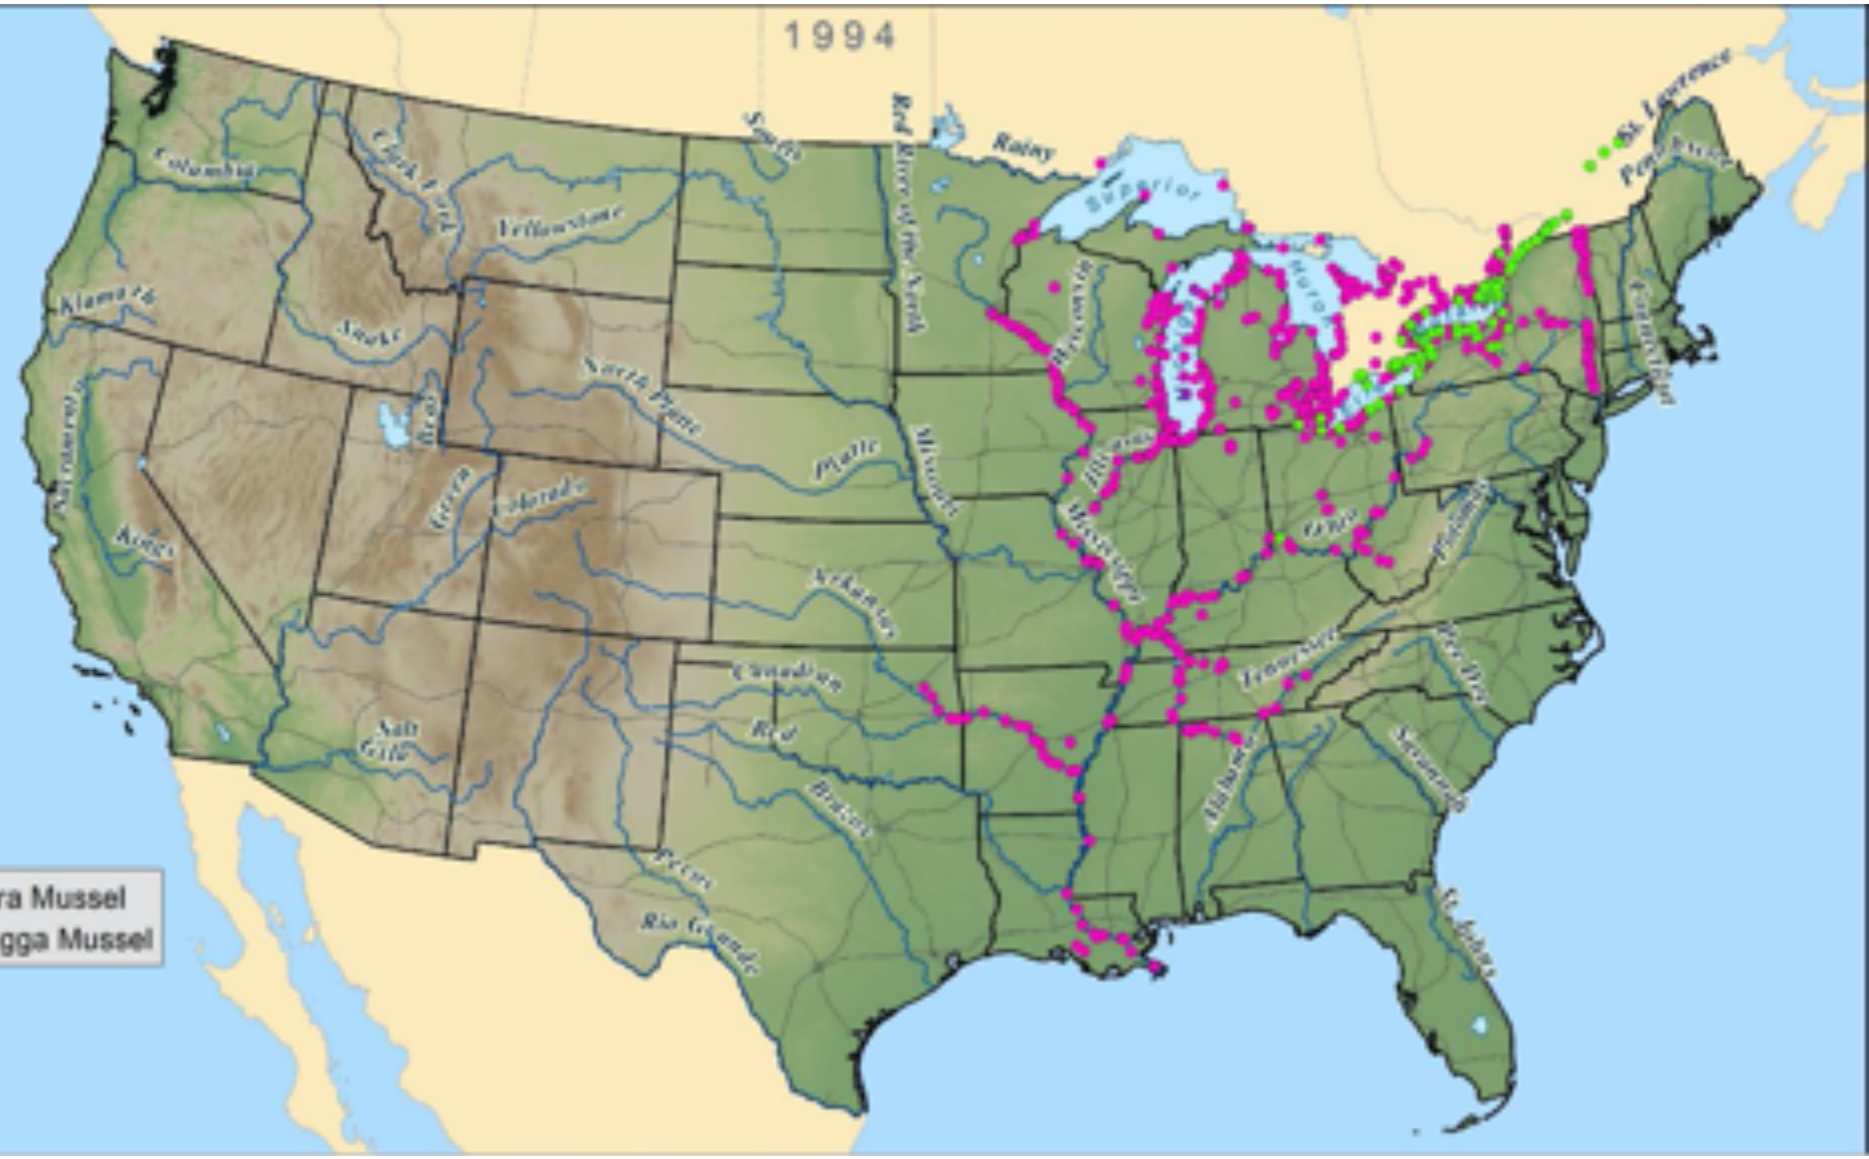 1994
St. Lawrence
Souris
Red River of the North
Rainy
Columbia
Clark Fork
Superior
Penobscot
Yellowstone
Klamath
Snake
Wisconsin
Huron
Connecticut
North Platte
Bear
Sacramento
Platte
Missouri
Illinois
Green
Colorado
Mississippi
Ohio
Potomac
Kings
Arkansas
Tennessee
Pee Dee
Canadian
Salt
Gila
Red
Alabama
Savannah
Brazos
Pecos
ra Mussel
gga Mussel
Rio Grande
St. Johns